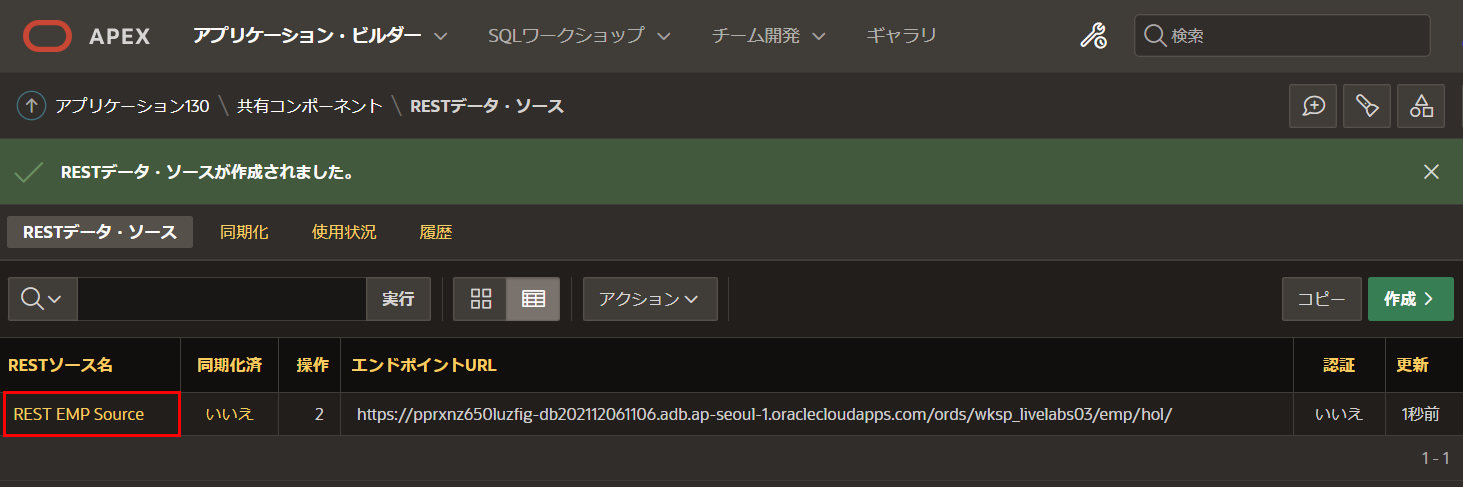 APEX アプリケーション・ビルダー SQLワークショップ チーム開発 ギャラリ 検索
アプリケーション130 \ 共有コンポーネント \ RESTデータ・ソース
RESTデータ・ソースが作成されました。
RESTデータ・ソース 同期化 使用状況 履歴
実行 アクション コピー 作成
RESTソース名 同期化済 操作 エンドポイントURL 認証 更新
REST EMP Source いいえ 2 https://pprxnz650luzfig-db202112061106.adb.ap-seoul-1.oraclecloudapps.com/ords/wksp_livelabs03/emp/hol/ いいえ 1秒前
1 - 1